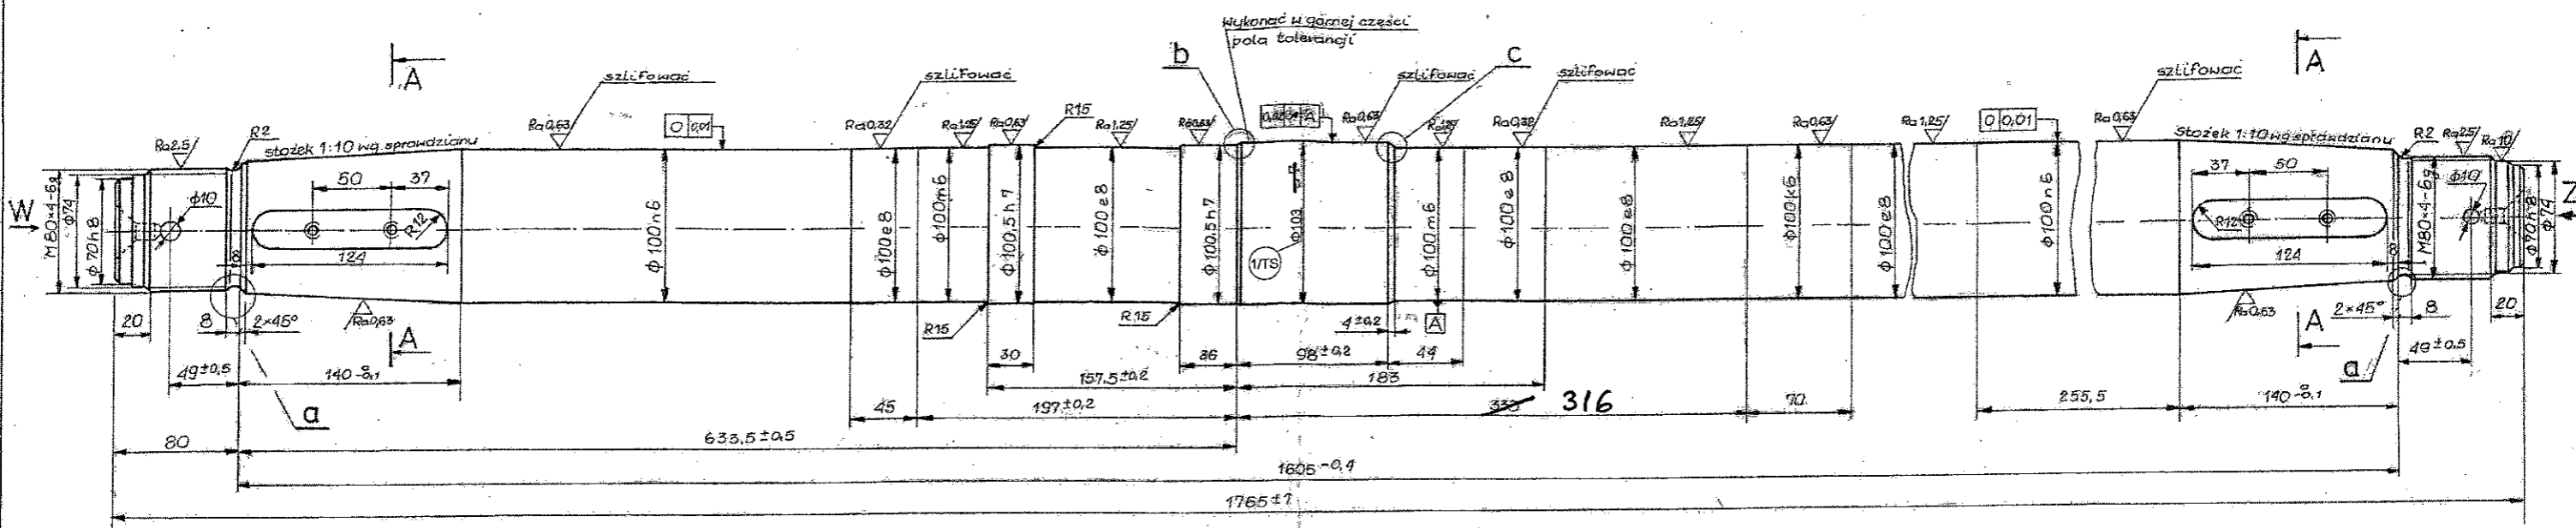 wykonać w górnej części
pola tolerancji
b
c
A
A
szlifować
szlifować
szlifować
szlifować
szlifować
Ra2,5
R2
stożek 1:10 wg sprawdzianu
Ra0,63
O 0,01
Ra0,32
Ra1,25
Ra0,63
R15
Ra1,25
Ra0,63
A
Ra0,63
Ra1,25
Ra0,32
Ra1,25
Ra0,63
Ra1,25
O 0,01
Ra0,63
stożek 1:10 wg sprawdzianu
R2
Ra2,5
Ra10
W
M80×4-6g
ϕ74
ϕ70h8
ϕ10
50
37
R12
124
8
ϕ100n6
ϕ100e8
ϕ100m6
ϕ100,5h7
ϕ100e8
ϕ100,5h7
ϕ103
1/TS
ϕ100m6
ϕ100e8
ϕ100e8
ϕ100k6
ϕ100e8
ϕ100n6
37
50
R12
124
8
M80×4-6g
ϕ10
ϕ70h8
ϕ74
Z
20
8
2×45°
Ra0,63
A
R15
R15
4±0,2
A
Ra0,63
A
2×45°
8
20
49±0,5
140-0,1
a
30
36
98±0,2
44
157,5±0,2
183
45
197±0,2
316
70
255,5
140-0,1
a
49±0,5
80
633,5±0,5
1605-0,4
1765±1